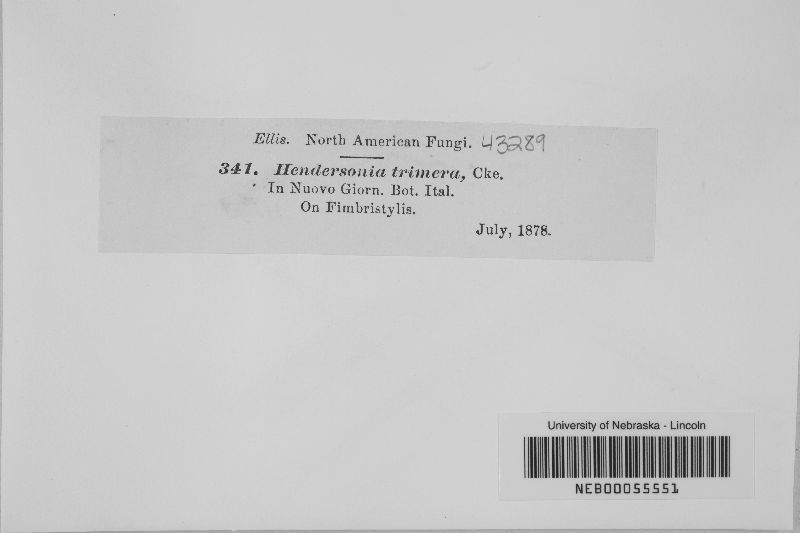 Ellis. North American Fungi. 43289
341. Hendersonia trimera, Cke.
In Nuovo Giorn. Bot. Ital.
On Fimbristylis.
July, 1878.
University of Nebraska - Lincoln
NEB00055551